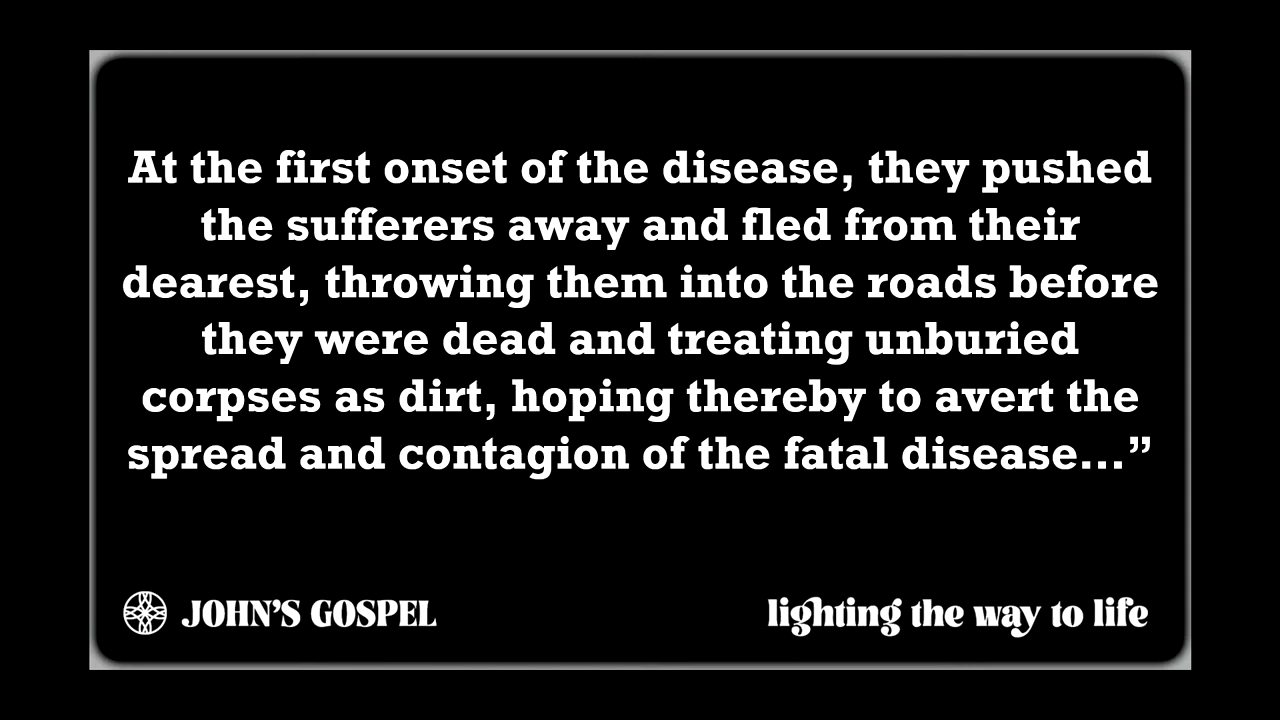 At the first onset of the disease, they pushed
the sufferers away and fled from their
dearest, throwing them into the roads before
they were dead and treating unburied
corpses as dirt, hoping thereby to avert the
spread and contagion of the fatal disease...”
JOHN’S GOSPEL
lighting the way to life